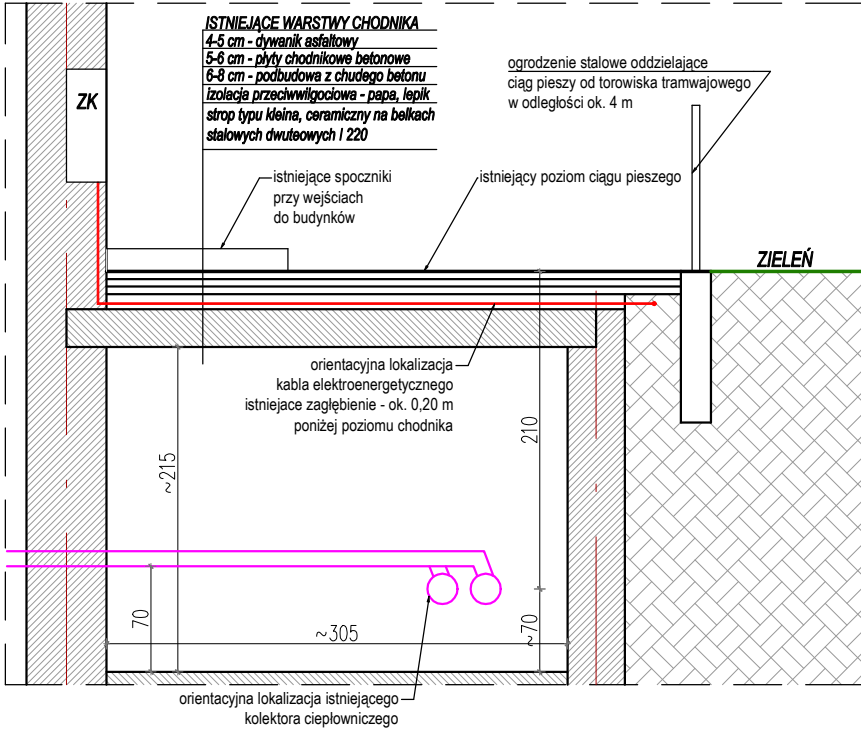 ISTNIEJĄCE WARSTWY CHODNIKA
4-5 cm - dywanik asfaltowy
5-6 cm - płyty chodnikowe betonowe
6-8 cm - podbudowa z chudego betonu
izolacja przeciwwilgociowa - papa, lepik
strop typu kleina, ceramiczny na belkach
stalowych dwuteowych I 220
ogrodzenie stalowe oddzielające
ciąg pieszy od torowiska tramwajowego
w odległości ok. 4 m
ZK
istniejące spoczniki
przy wejściach
do budynków
istniejący poziom ciągu pieszego
ZIELEŃ
orientacyjna lokalizacja
kabla elektroenergetycznego
istniejace zagłębienie - ok. 0,20 m
poniżej poziomu chodnika
210
~215
70
~305
~70
orientacyjna lokalizacja istniejącego
kolektora ciepłowniczego